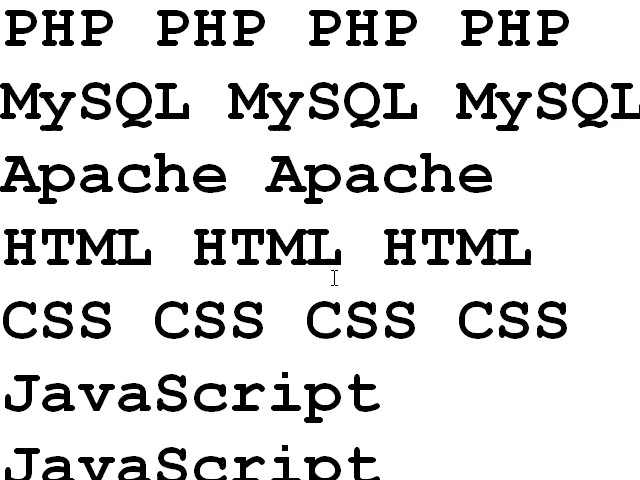 PHP PHP PHP PHP
MySQL MySQL MySQL
Apache Apache
HTML HTML HTML
CSS CSS CSS CSS
JavaScript
JavaScript